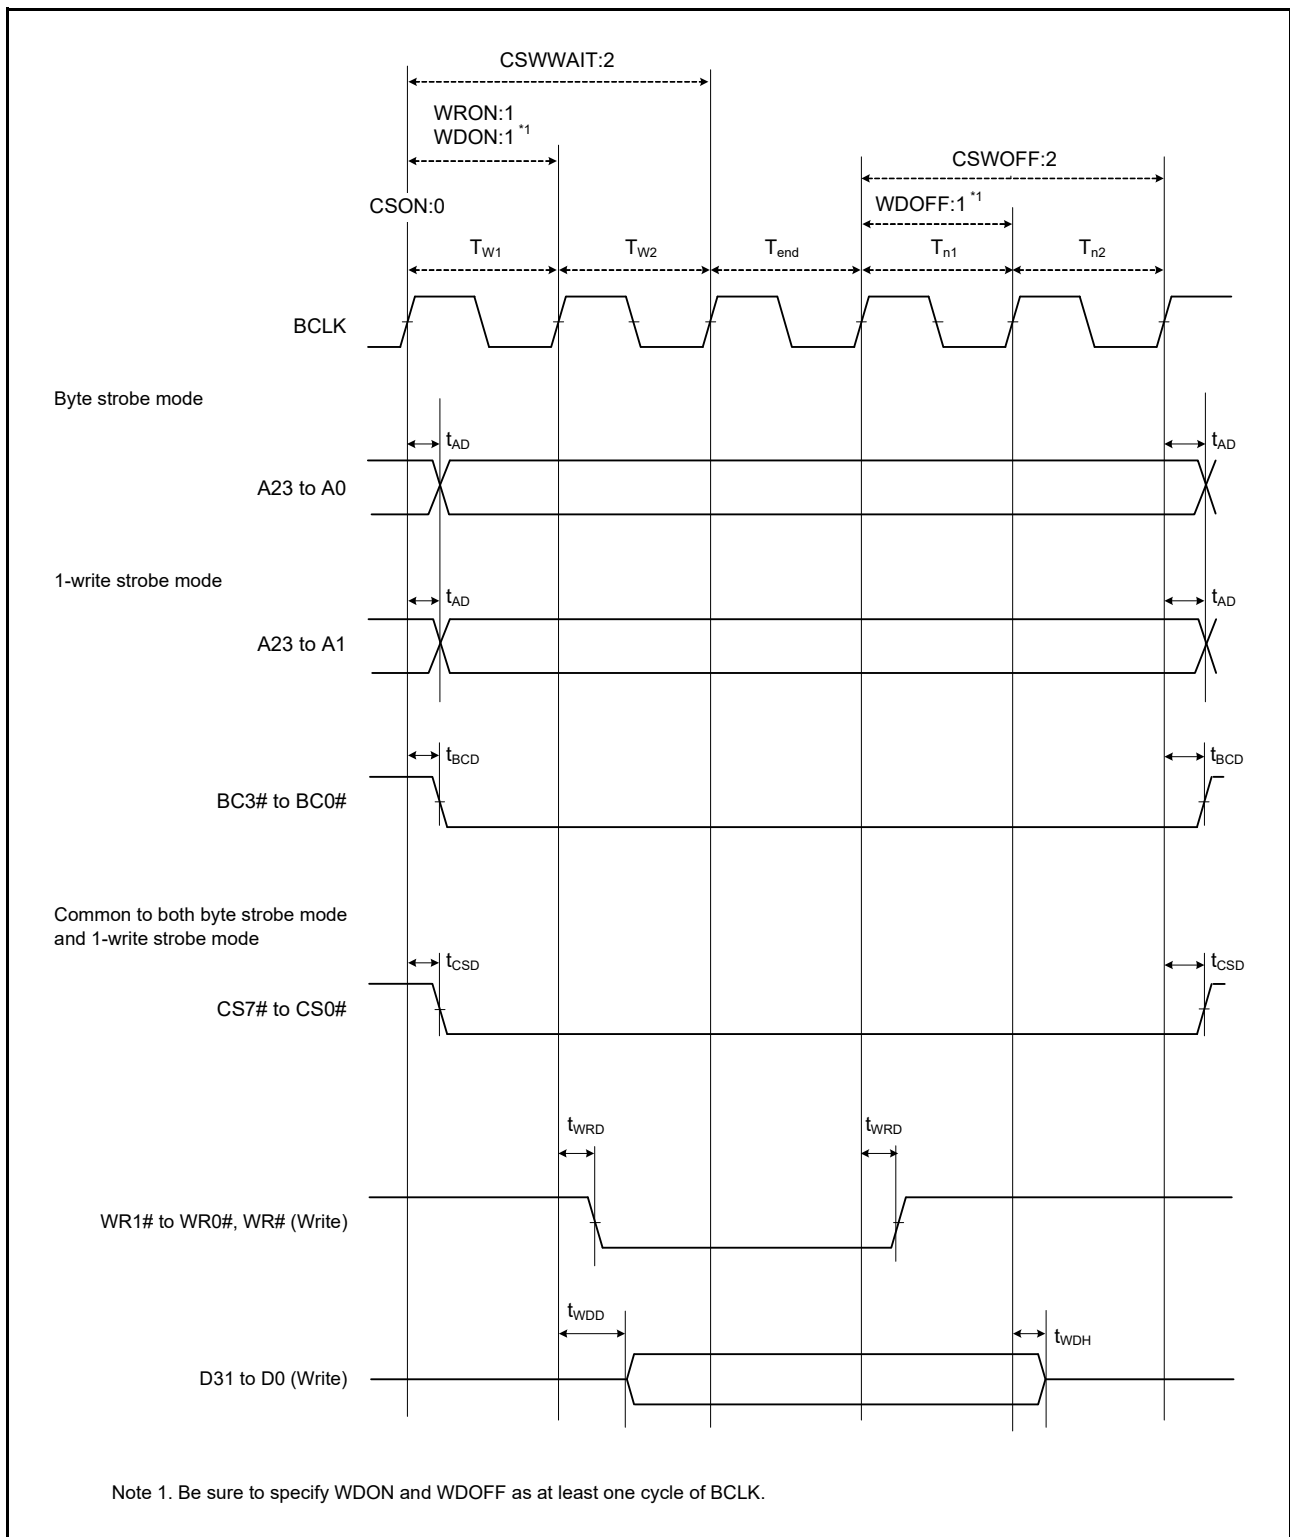 CSWWAIT:2
WRON:1
WDON:1 *1
CSWOFF:2
WDOFF:1 *1
CSON:0
TW1
TW2
Tend
Tn1
Tn2
BCLK
Byte strobe mode
tAD
tAD
A23 to A0
1-write strobe mode
tAD
tAD
A23 to A1
tBCD
tBCD
BC3# to BC0#
Common to both byte strobe mode
and 1-write strobe mode
tCSD
tCSD
CS7# to CS0#
tWRD
tWRD
WR1# to WR0#, WR# (Write)
tWDD
tWDH
D31 to D0 (Write)
Note 1. Be sure to specify WDON and WDOFF as at least one cycle of BCLK.